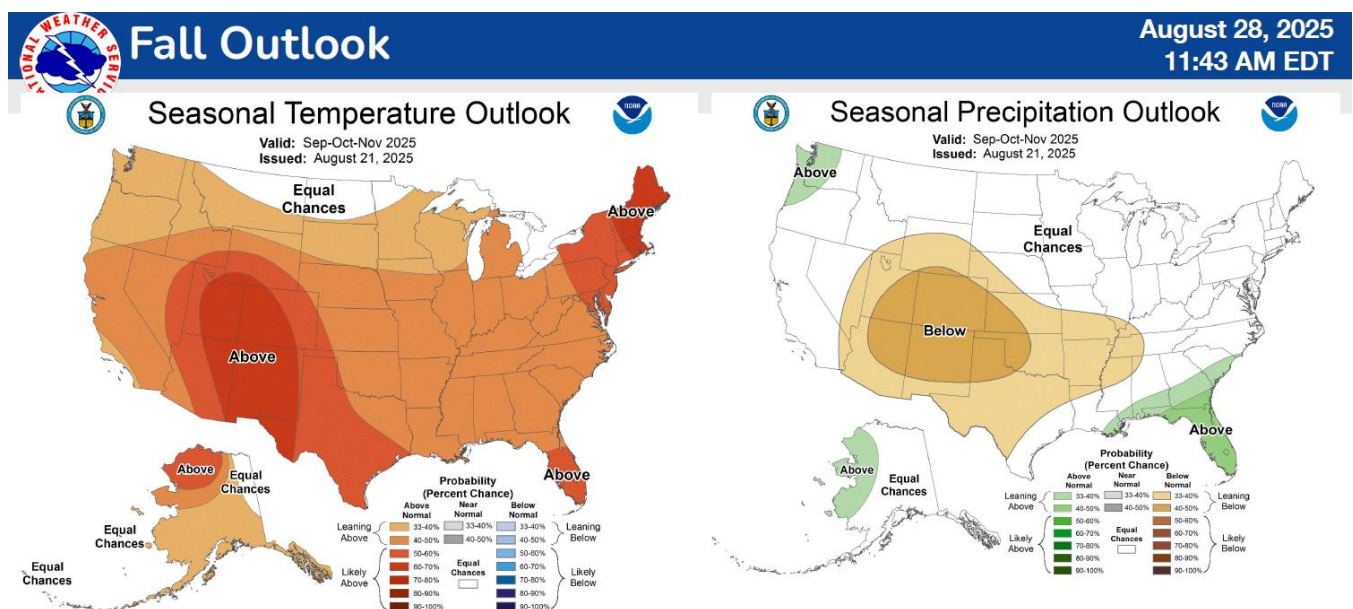 NATIONAL WEATHER SERVICE
Fall Outlook
August 28, 2025
11:43 AM EDT
Seasonal Temperature Outlook
NOAA
Valid: Sep-Oct-Nov 2025
Issued: August 21, 2025
Equal
Chances
Above
Above
Above
Above
Equal
Chances
Equal
Chances
Equal
Chances
Probability
(Percent Chance)
Above
Normal
Near
Normal
Below
Normal
Leaning
Above
33-40%
33-40%
33-40%
Leaning
Below
40-50%
40-50%
40-50%
Likely
Above
50-60%
Equal
Chances
50-60%
Likely
Below
60-70%
60-70%
70-80%
70-80%
80-90%
80-90%
90-100%
90-100%
Seasonal Precipitation Outlook
NOAA
Valid: Sep-Oct-Nov 2025
Issued: August 21, 2025
Above
Equal
Chances
Below
Above
Above
Equal
Chances
Probability
(Percent Chance)
Above
Normal
Near
Normal
Below
Normal
Leaning
Above
33-40%
33-40%
33-40%
Leaning
Below
40-50%
40-50%
40-50%
Likely
Above
50-60%
Equal
Chances
50-60%
Likely
Below
60-70%
60-70%
70-80%
70-80%
80-90%
80-90%
90-100%
90-100%